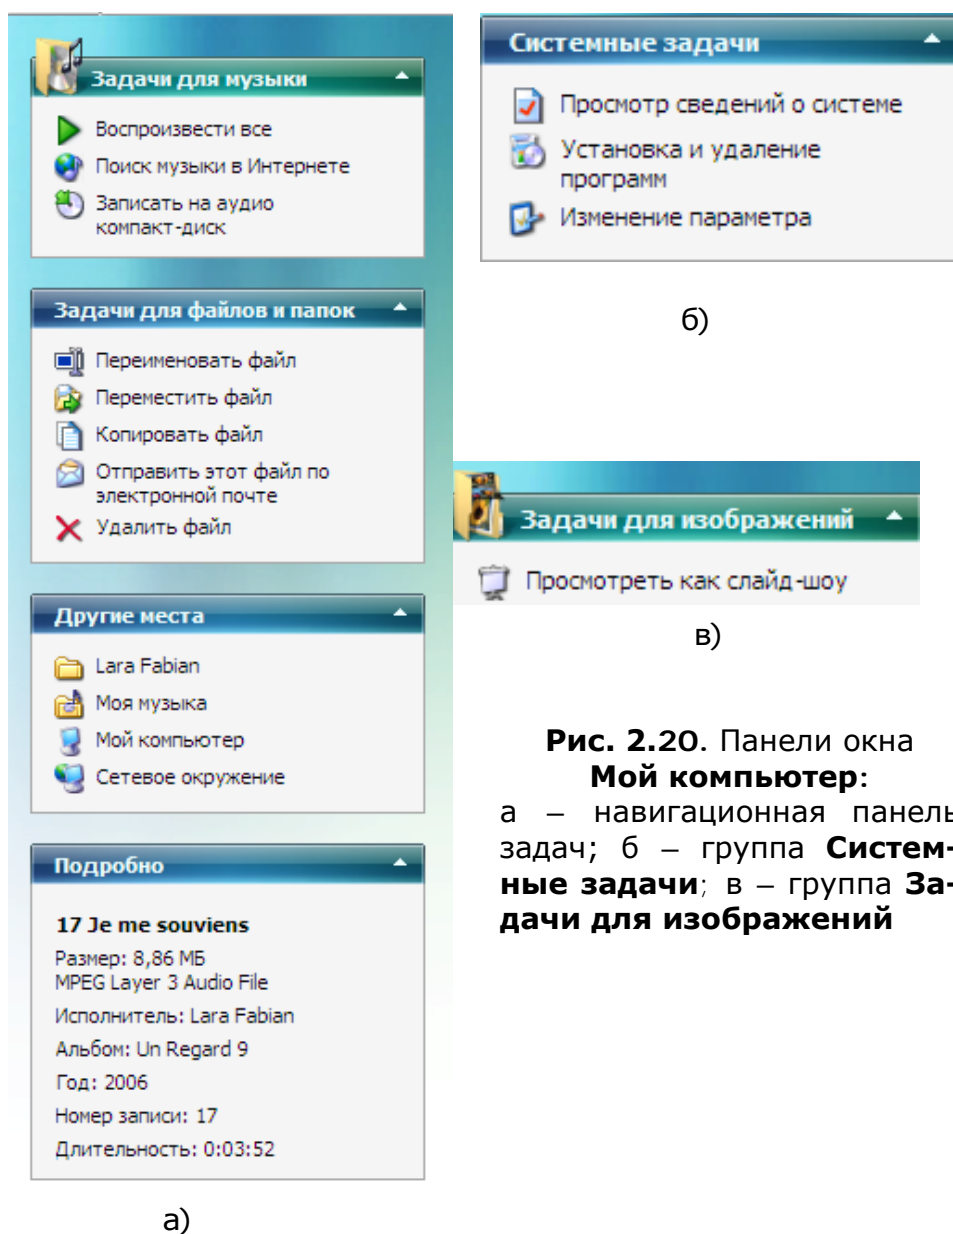 Задачи для музыки
Воспроизвести все
Поиск музыки в Интернете
Записать на аудио
компакт-диск
Задачи для файлов и папок
Переименовать файл
Переместить файл
Копировать файл
Отправить этот файл по
электронной почте
Удалить файл
Другие места
Lara Fabian
Моя музыка
Мой компьютер
Сетевое окружение
Подробно
17 Je me souviens
Размер: 8,86 МБ
MPEG Layer 3 Audio File
Исполнитель: Lara Fabian
Альбом: Un Regard 9
Год: 2006
Номер записи: 17
Длительность: 0:03:52
а)
Системные задачи
Просмотр сведений о системе
Установка и удаление
программ
Изменение параметра
б)
Задачи для изображений
Просмотреть как слайд-шоу
в)
Рис. 2.20. Панели окна
Мой компьютер:
а – навигационная панель
задач; б – группа Систем-
ные задачи; в – группа За-
дачи для изображений